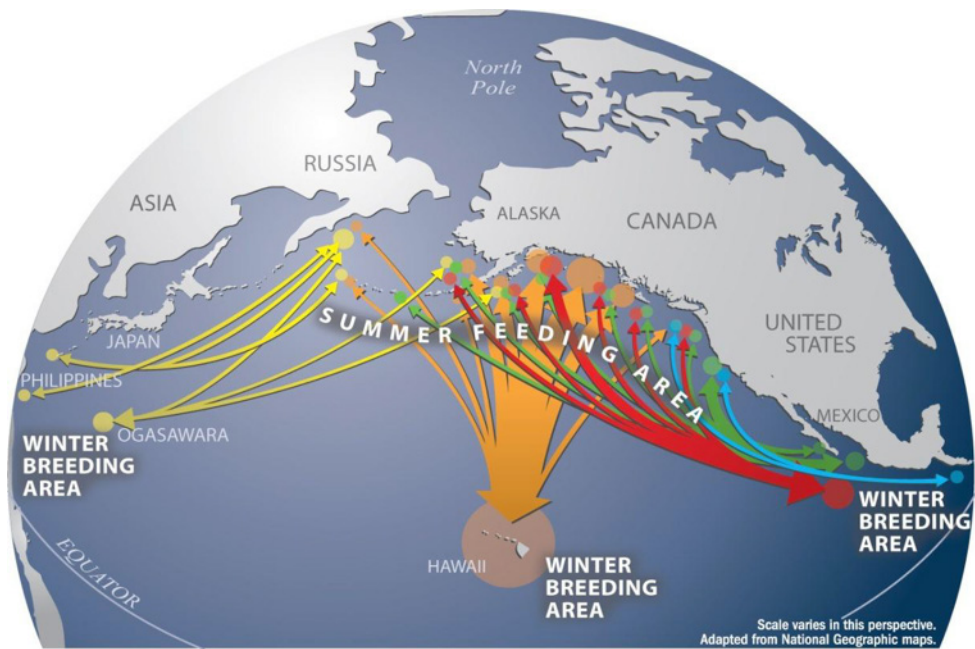 North
Pole
RUSSIA
ASIA
ALASKA
CANADA
SUMMER FEEDING AREA
UNITED
STATES
JAPAN
PHILIPPINES
MEXICO
OGASAWARA
WINTER
BREEDING
AREA
WINTER
BREEDING
AREA
EQUATOR
HAWAII
WINTER
BREEDING
AREA
Scale varies in this perspective.
Adapted from National Geographic maps.